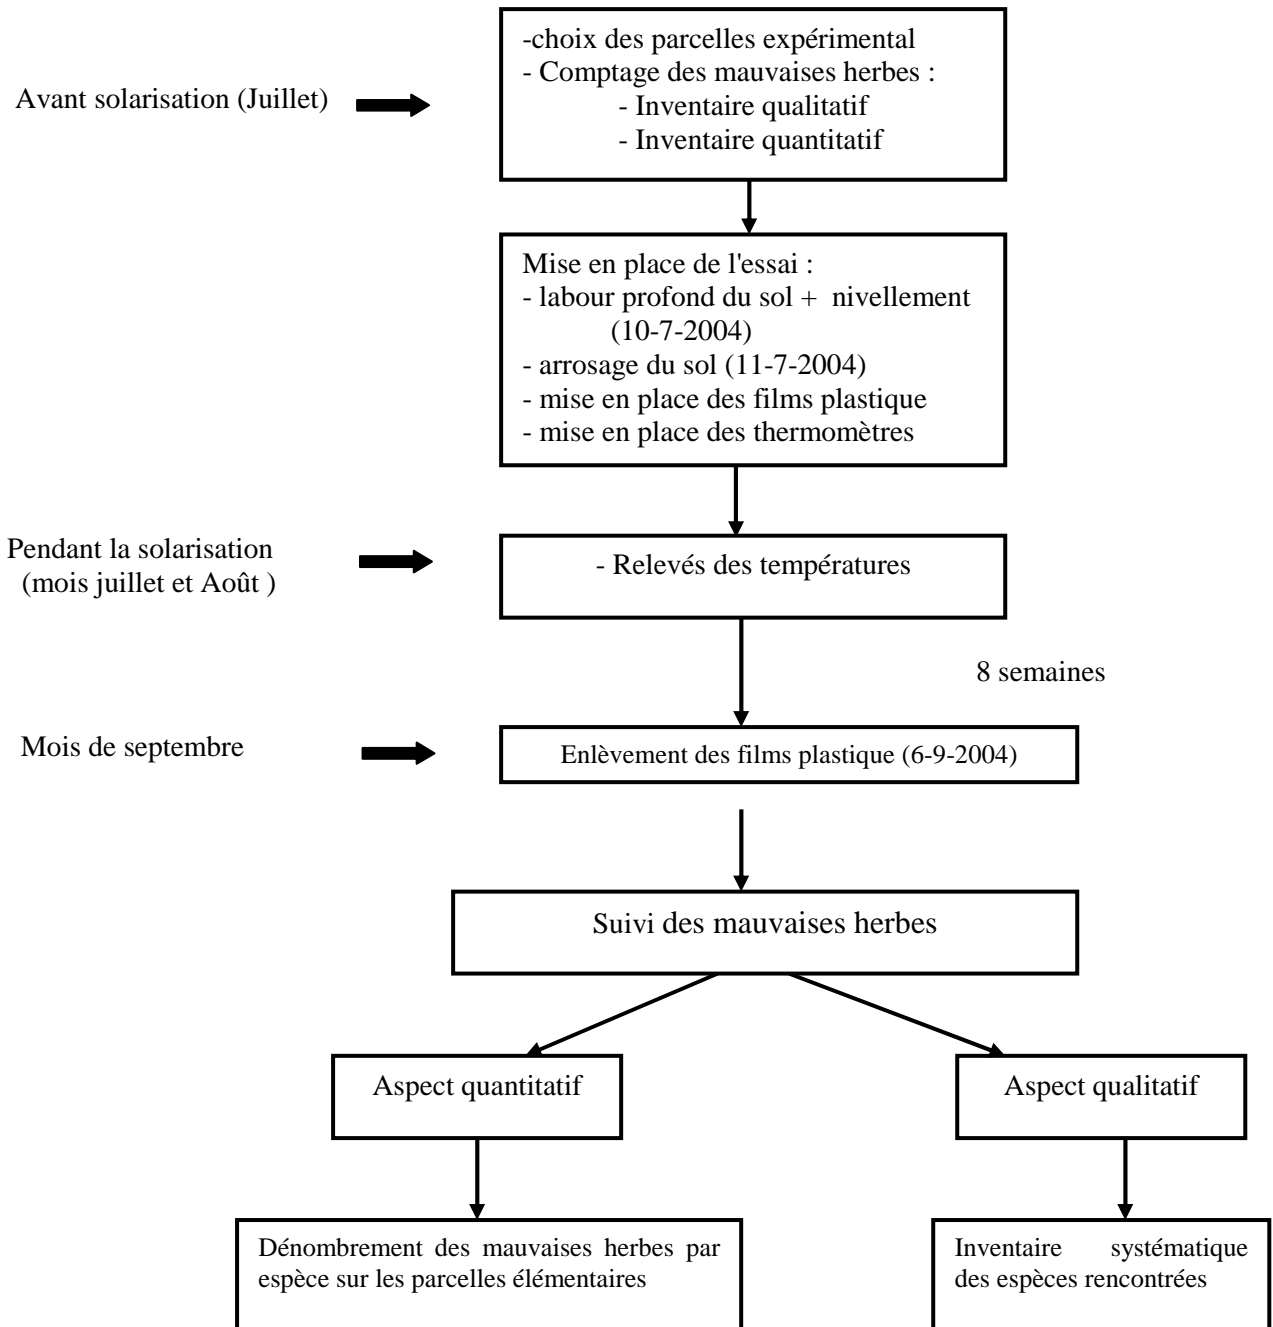 -choix des parcelles expérimental
- Comptage des mauvaises herbes :
Avant solarisation (Juillet)
- Inventaire qualitatif
- Inventaire quantitatif
Mise en place de l'essai :
- labour profond du sol + nivellement
(10-7-2004)
- arrosage du sol (11-7-2004)
- mise en place des films plastique
- mise en place des thermomètres
Pendant la solarisation
(mois juillet et Août )
- Relevés des températures
8 semaines
Mois de septembre
Enlèvement des films plastique (6-9-2004)
Suivi des mauvaises herbes
Aspect quantitatif
Aspect qualitatif
Dénombrement des mauvaises herbes par
espèce sur les parcelles élémentaires
Inventaire systématique
des espèces rencontrées